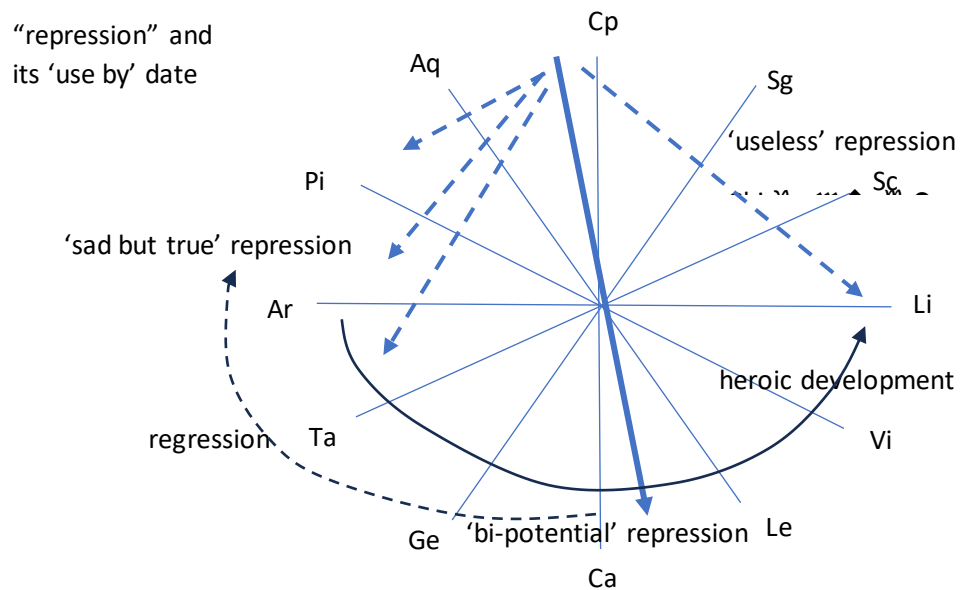 “repression” and
its ‘use by’ date
Cp
Aq
Sg
‘useless’ repression
Sc
Pi
‘sad but true’ repression
Ar
Li
heroic development
regression
Ta
Vi
Ge
‘bi-potential’ repression
Le
Ca